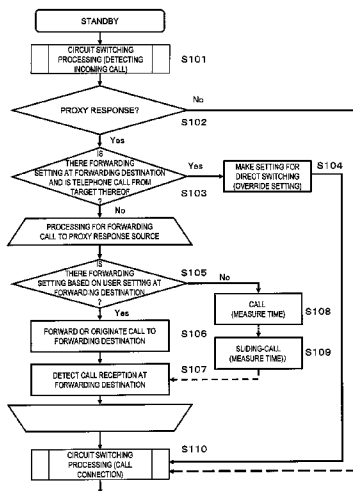 STANDBY
CIRCUIT SWITCHING
PROCESSING (DETECTING
INCOMING CALL)
S101
PROXY RESPONSE?
No
S102
Yes
IS
THERE FORWARDING
SETTING AT FORWARDING DESTINATION
AND IS TELEPHONE CALL FROM
TARGET THEREOF
?
Yes
S103
MAKE SETTING FOR
DIRECT SWITCHING
(OVERRIDE SETTING)
S104
No
PROCESSING FOR FORWARDING
CALL TO PROXY RESPONSE SOURCE
IS
THERE FORWARDING
SETTING BASED ON USER SETTING AT
FORWARDING DESTINATION
?
S105
No
Yes
CALL
(MEASURE TIME)
S108
FORWARD OR ORIGINATE CALL TO
FORWARDING DESTINATION
S106
SLIDING-CALL
(MEASURE TIME))
S109
DETECT CALL RECEPTION AT
FORWARDING DESTINATION
S107
CIRCUIT SWITCHING
PROCESSING (CALL
CONNECTION)
S110